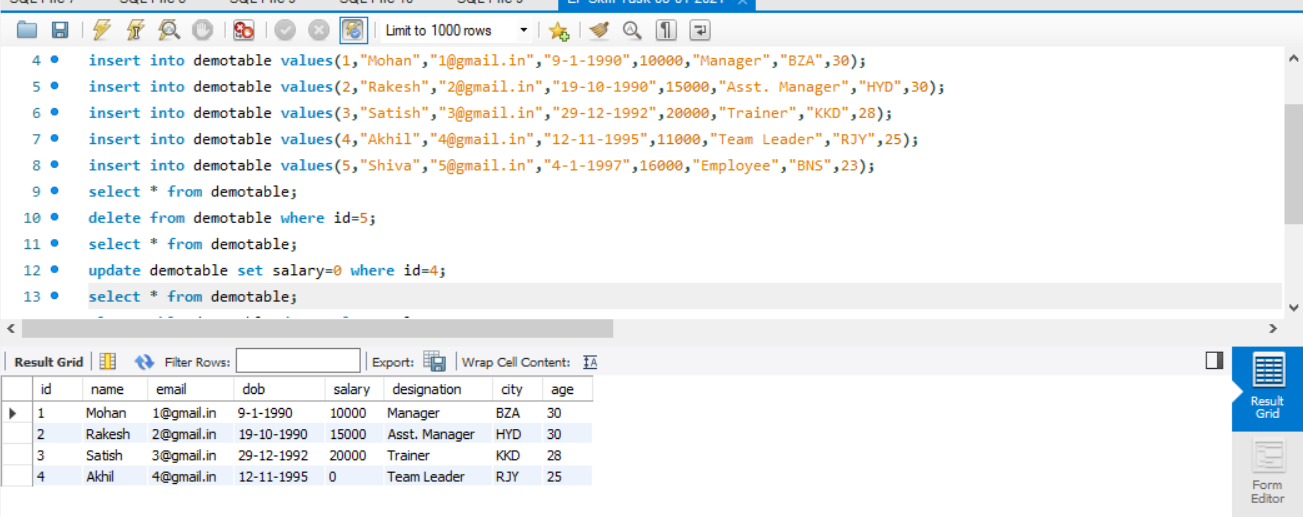 Limit to 1000 rows
4 insert into demotable values(1,"Mohan","1@gmail.in","9-1-1990",10000,"Manager","BZA",30);
5 insert into demotable values(2,"Rakesh","2@gmail.in","19-10-1990",15000,"Asst. Manager","HYD",30);
6 insert into demotable values(3,"Satish","3@gmail.in","29-12-1992",20000,"Trainer","KKD",28);
7 insert into demotable values(4,"Akhil","4@gmail.in","12-11-1995",11000,"Team Leader","RJY",25);
8 insert into demotable values(5,"Shiva","5@gmail.in","4-1-1997",16000,"Employee","BNS",23);
9 select * from demotable;
10 delete from demotable where id=5;
11 select * from demotable;
12 update demotable set salary=0 where id=4;
13 select * from demotable;
Result Grid Filter Rows: Export: Wrap Cell Content: IA
id name email dob salary designation city age
1 Mohan 1@gmail.in 9-1-1990 10000 Manager BZA 30
2 Rakesh 2@gmail.in 19-10-1990 15000 Asst. Manager HYD 30
3 Satish 3@gmail.in 29-12-1992 20000 Trainer KKD 28
4 Akhil 4@gmail.in 12-11-1995 0 Team Leader RJY 25
Result
Grid
Form
Editor